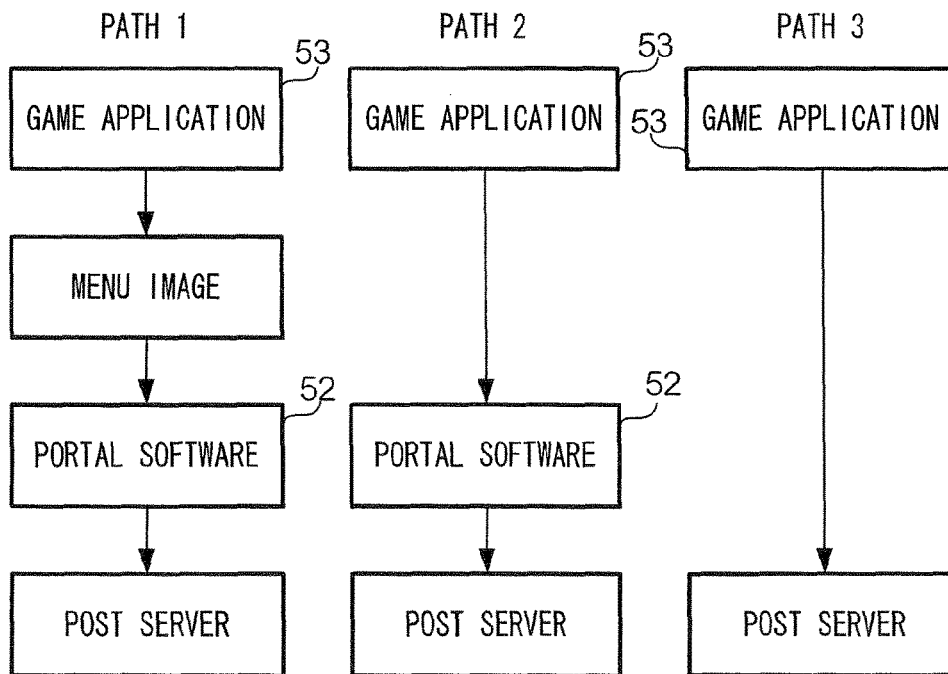 PATH 1
PATH 2
PATH 3
53
53
GAME APPLICATION
GAME APPLICATION
53
GAME APPLICATION
MENU IMAGE
52
52
PORTAL SOFTWARE
PORTAL SOFTWARE
POST SERVER
POST SERVER
POST SERVER